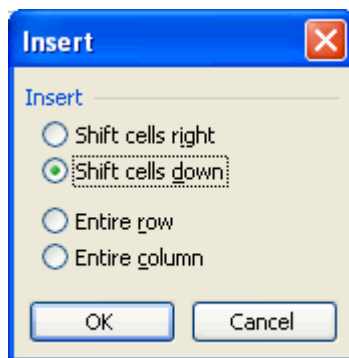 Insert
Insert
Shift cells right
Shift cells down
Entire row
Entire column
OK
Cancel